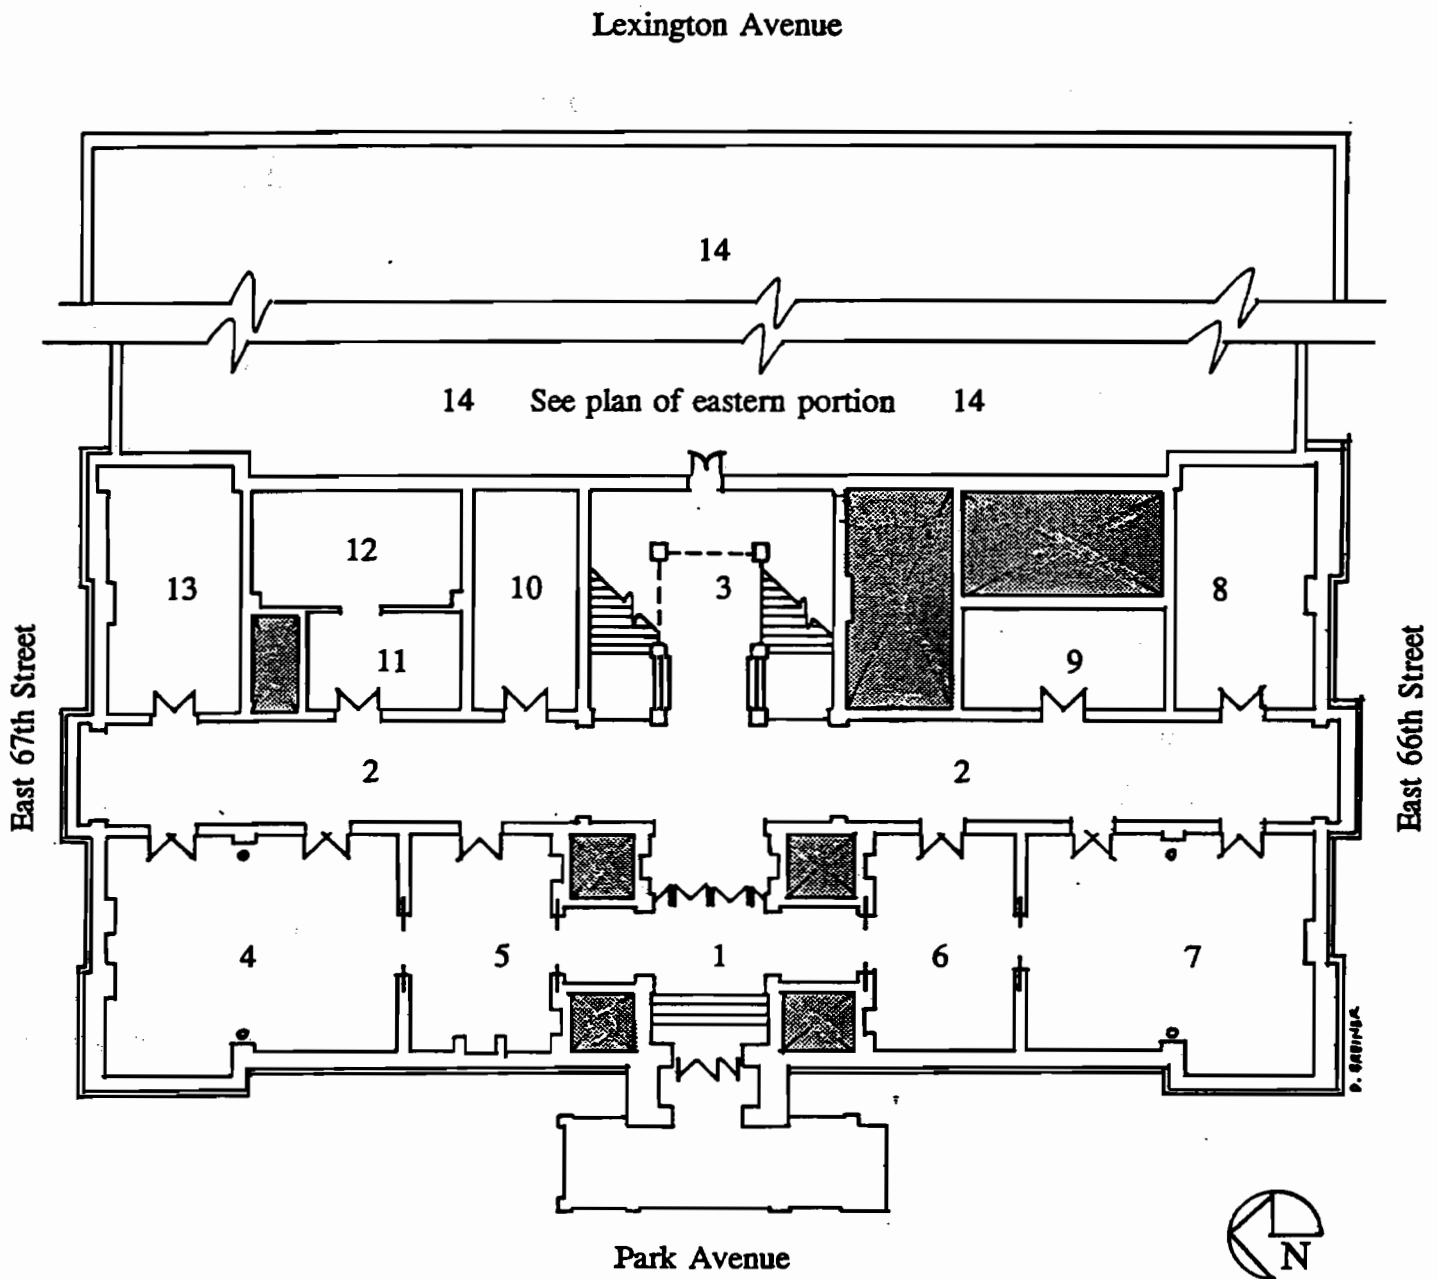 Lexington Avenue
14
14 See plan of eastern portion 14
13 12 10 3 8
11 9
East 67th Street
East 66th Street
2 2
4 5 1 6 7
Park Avenue
N